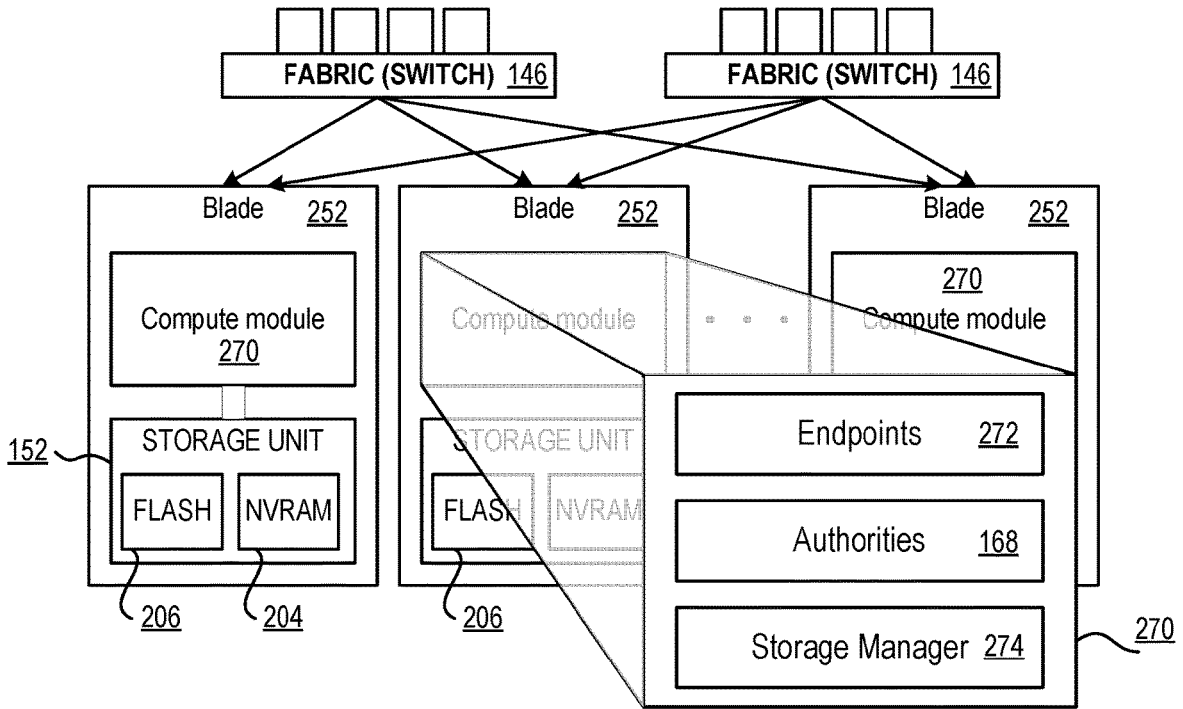 FABRIC (SWITCH) 146
FABRIC (SWITCH) 146
Blade 252
Blade 252
Blade 252
Compute module
270
Compute module
270
Compute module
152
STORAGE UNIT
FLASH
NVRAM
206
204
STORAGE UNIT
FLASH
NVRAM
206
Endpoints 272
Authorities 168
Storage Manager 274
270